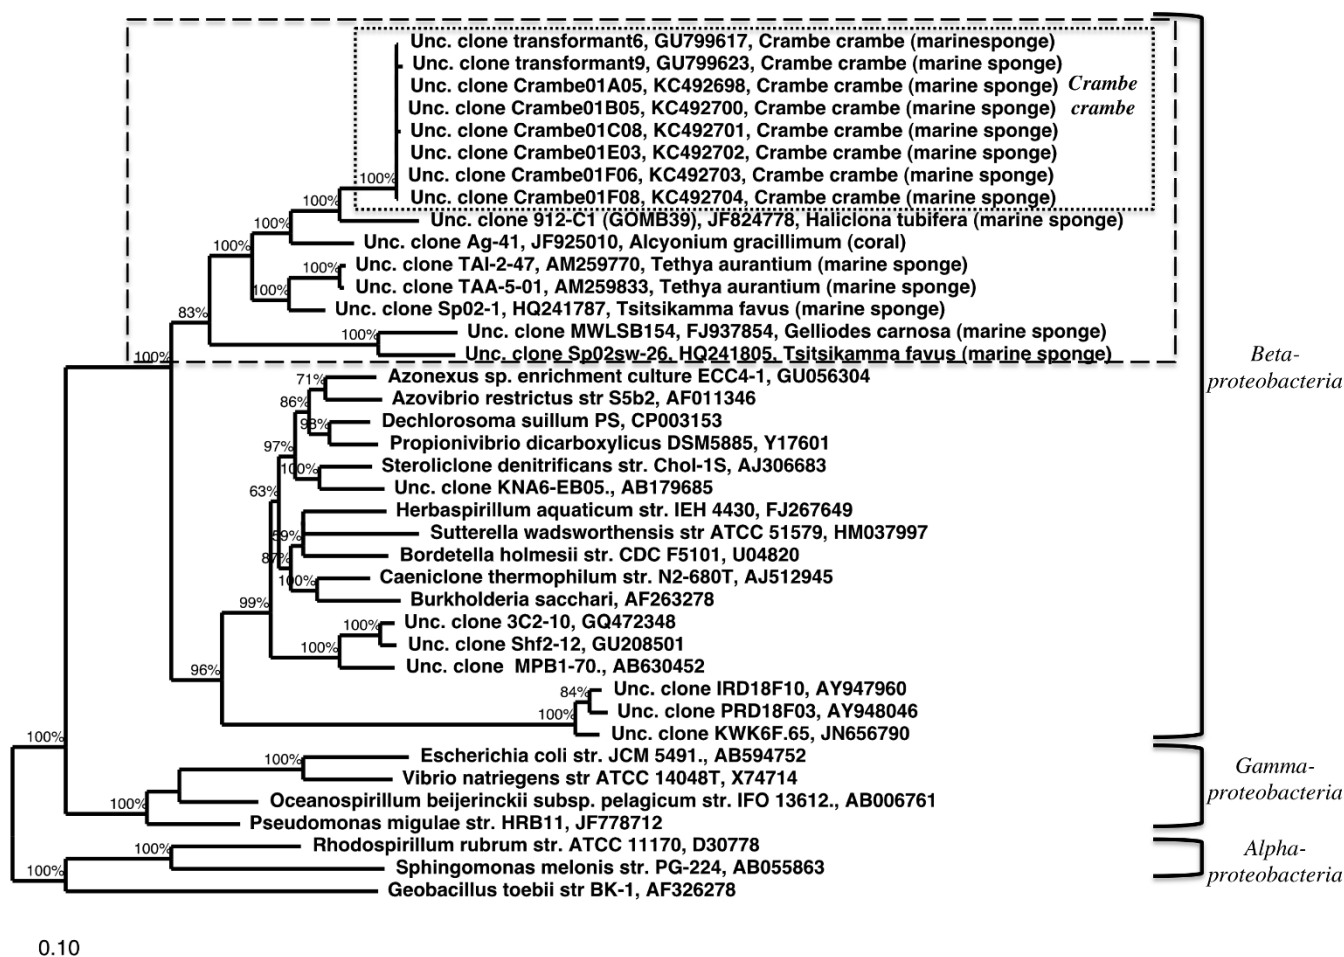 Unc. clone transformant6, GU799617, Crambe crambe (marinesponge)
Unc. clone transformant9, GU799623, Crambe crambe (marine sponge)
Unc. clone Crambe01A05, KC492698, Crambe crambe (marine sponge)
Crambe
Unc. clone Crambe01B05, KC492700, Crambe crambe (marine sponge)
crambe
Unc. clone Crambe01C08, KC492701, Crambe crambe (marine sponge)
Unc. clone Crambe01E03, KC492702, Crambe crambe (marine sponge)
Unc. clone Crambe01F06, KC492703, Crambe crambe (marine sponge)
100%
Unc. clone Crambe01F08, KC492704, Crambe crambe (marine sponge)
100%
Unc. clone 912-C1 (GOMB39), JF824778, Haliclona tubifera (marine sponge)
100%
Unc. clone Ag-41, JF925010, Alcyonium gracillimum (coral)
100%
Unc. clone TAI-2-47, AM259770, Tethya aurantium (marine sponge)
100%
Unc. clone TAA-5-01, AM259833, Tethya aurantium (marine sponge)
100%
Unc. clone Sp02-1, HQ241787, Tsitsikamma favus (marine sponge)
83%
Unc. clone MWLSB154, FJ937854, Gelliodes carnosa (marine sponge)
100%
Unc. clone Sp02sw-26, HQ241805, Tsitsikamma favus (marine sponge)
100%
Beta-
proteobacteria
Azonexus sp. enrichment culture ECC4-1, GU056304
71%
Azovibrio restrictus str S5b2, AF011346
86%
Dechlorosoma suillum PS, CP003153
98%
Propionivibrio dicarboxylicus DSM5885, Y17601
97%
Steroliclone denitrificans str. Chol-1S, AJ306683
100%
Unc. clone KNA6-EB05., AB179685
63%
Herbaspirillum aquaticum str. IEH 4430, FJ267649
Sutterella wadsworthensis str ATCC 51579, HM037997
59%
Bordetella holmesii str. CDC F5101, U04820
87%
Caeniclone thermophilum str. N2-680T, AJ512945
100%
Burkholderia sacchari, AF263278
99%
Unc. clone 3C2-10, GQ472348
100%
Unc. clone Shf2-12, GU208501
100%
Unc. clone MPB1-70., AB630452
96%
Unc. clone IRD18F10, AY947960
84%
Unc. clone PRD18F03, AY948046
100%
Unc. clone KWK6F.65, JN656790
100%
Escherichia coli str. JCM 5491., AB594752
100%
Vibrio natriegens str ATCC 14048T, X74714
Gamma-
proteobacteria
Oceanospirillum beijerinckii subsp. pelagicum str. IFO 13612., AB006761
100%
Pseudomonas migulae str. HRB11, JF778712
Rhodospirillum rubrum str. ATCC 11170, D30778
100%
Alpha-
proteobacteria
Sphingomonas melonis str. PG-224, AB055863
100%
Geobacillus toebii str BK-1, AF326278
0.10